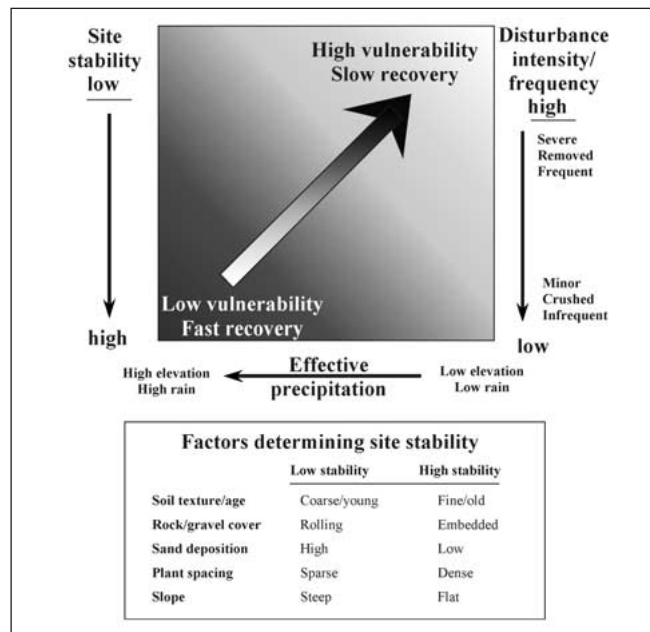 Site
stability
low
high
High vulnerability
Slow recovery
Low vulnerability
Fast recovery
Disturbance
intensity/
frequency
high
Severe
Removed
Frequent
Minor
Crushed
Infrequent
low
High elevation
High rain
Effective
precipitation
Low elevation
Low rain
Factors determining site stability
Low stability High stability
Soil texture/age Coarse/young Fine/old
Rock/gravel cover Rolling Embedded
Sand deposition High Low
Plant spacing Sparse Dense
Slope Steep Flat